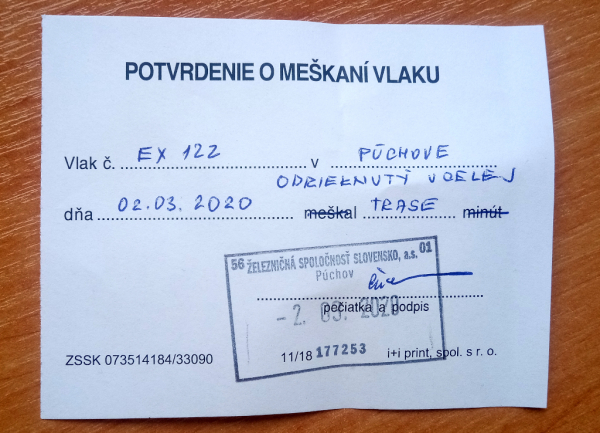 POTVRDENIE O MEŠKANÍ VLAKU
Vlak č. EX 122 v PÚCHOVE
ODRIEKNUTÝ V CELEJ
dňa 02.03.2020 meškal TRASE minút
56 ŽELEZNIČNÁ SPOLOČNOSŤ SLOVENSKO, a.s. 01
Púchov
- 2. 03. 2020
pečiatka a podpis
ZSSK 073514184/33090 11/18 177253 i+i print, spol. s r. o.